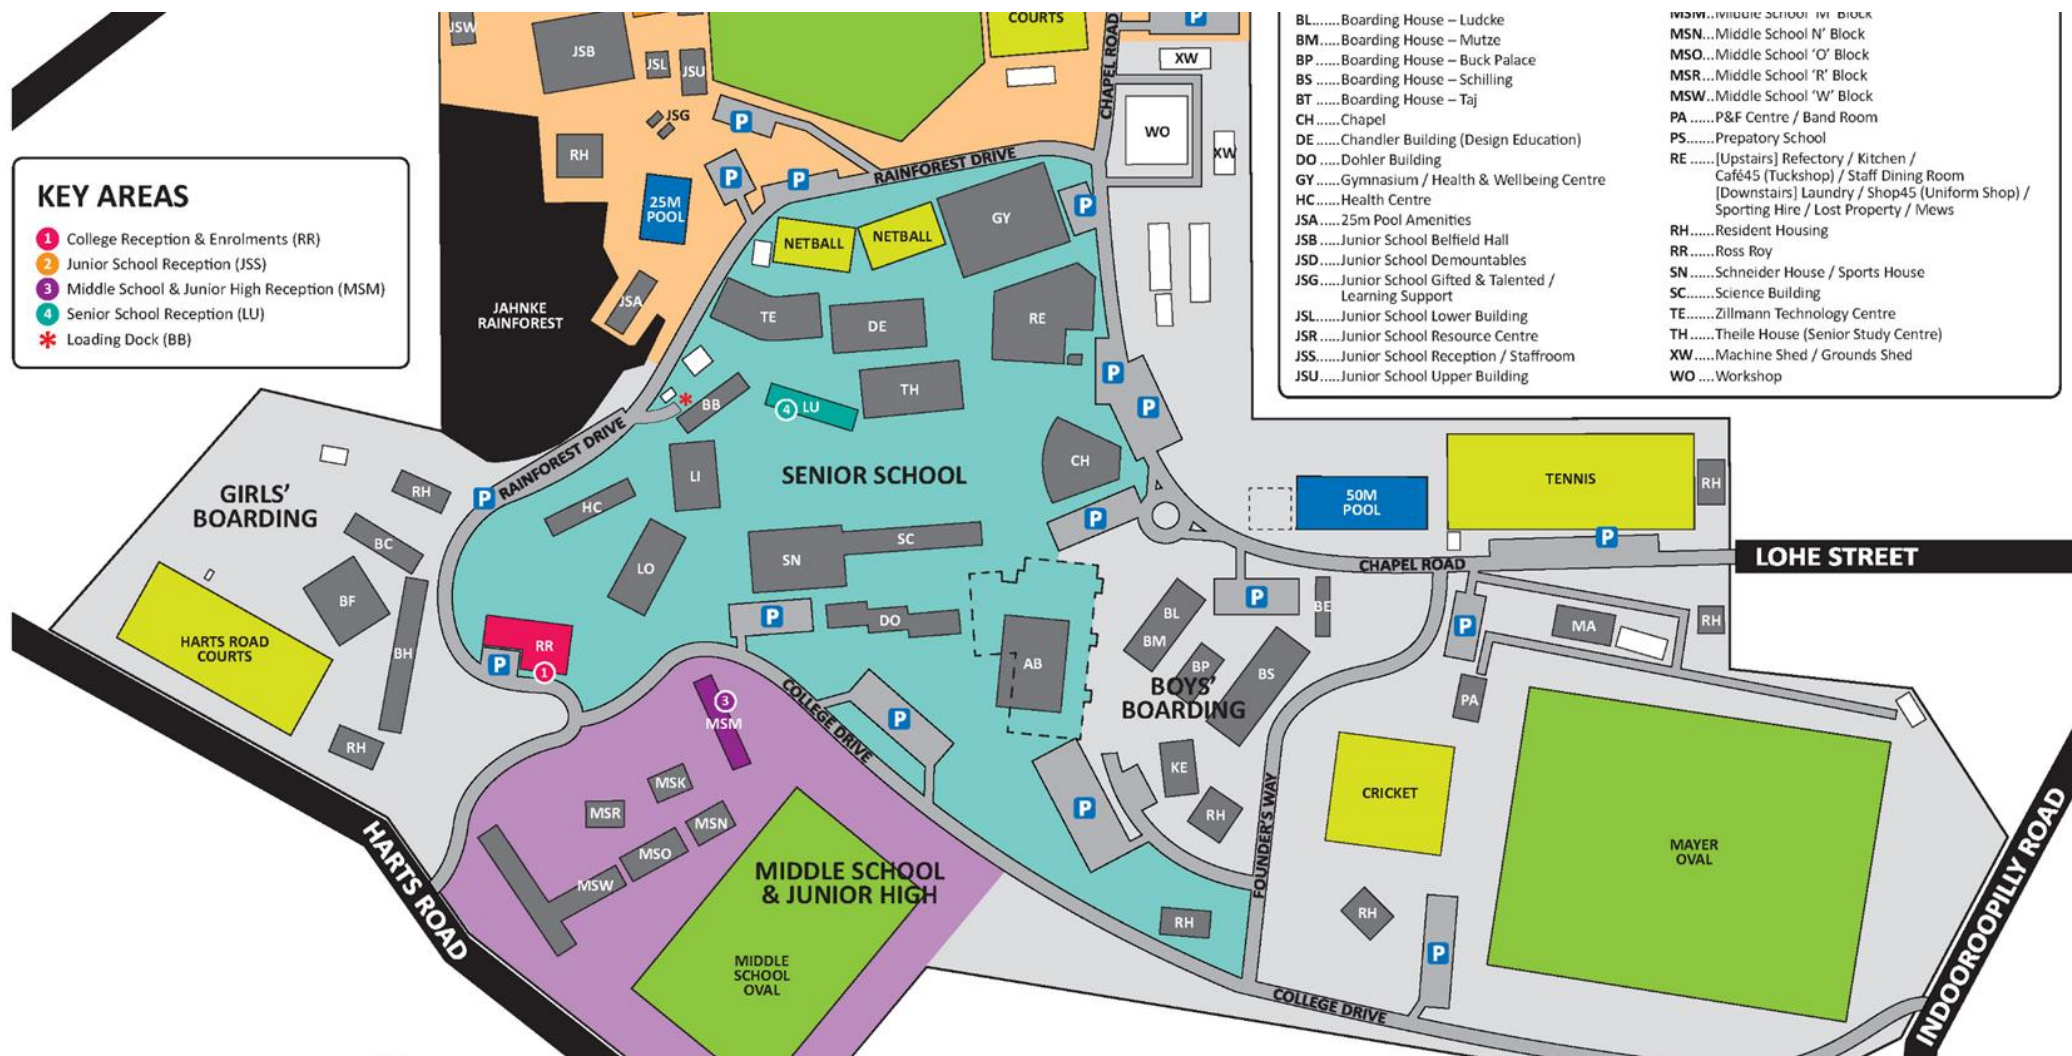 JSW
JSB
JSL
JSU
JSG
COURTS
CHAPEL ROAD
P
XW
WO
XW
P
RH
25M
POOL
P
P
RAINFOREST DRIVE
P
JSA
JAHNKE
RAINFOREST
NETBALL
NETBALL
GY
TE
DE
RE
KEY AREAS
1 College Reception & Enrolments (RR)
2 Junior School Reception (JSS)
3 Middle School & Junior High Reception (MSM)
4 Senior School Reception (LU)
* Loading Dock (BB)
BL......Boarding House – Ludcke
BM.....Boarding House – Mutze
BP ......Boarding House – Buck Palace
BS ......Boarding House – Schilling
BT ......Boarding House – Taj
CH......Chapel
DE ......Chandler Building (Design Education)
DO .....Dohler Building
GY......Gymnasium / Health & Wellbeing Centre
HC......Health Centre
JSA .....25m Pool Amenities
JSB .....Junior School Belfield Hall
JSD .....Junior School Demountables
JSG.....Junior School Gifted & Talented /
Learning Support
JSL......Junior School Lower Building
JSR .....Junior School Resource Centre
JSS......Junior School Reception / Staffroom
JSU.....Junior School Upper Building
MSM..Middle School ‘M’ Block
MSN...Middle School N’ Block
MSO...Middle School ‘O’ Block
MSR...Middle School ‘R’ Block
MSW..Middle School ‘W’ Block
PA ......P&F Centre / Band Room
PS.......Prepatory School
RE ......[Upstairs] Refectory / Kitchen /
Café45 (Tuckshop) / Staff Dining Room
[Downstairs] Laundry / Shop45 (Uniform Shop) /
Sporting Hire / Lost Property / Mews
RH......Resident Housing
RR ......Ross Roy
SN......Schneider House / Sports House
SC.......Science Building
TE.......Zillmann Technology Centre
TH......Theile House (Senior Study Centre)
XW.....Machine Shed / Grounds Shed
WO ....Workshop
BB
*
4 LU
TH
P
P
RAINFOREST DRIVE
P
GIRLS’
BOARDING
RH
BC
BF
BH
HARTS ROAD
COURTS
RH
LI
HC
LO
SENIOR SCHOOL
CH
P
SN
SC
P
DO
AB
RR
P
1
50M
POOL
TENNIS
RH
P
CHAPEL ROAD
LOHE STREET
P
BE
BL
BM
BP
BS
BOYS’
BOARDING
P
MA
RH
PA
3
MSM
COLLEGE DRIVE
P
MSK
MSR
MSN
MSO
MSW
MIDDLE SCHOOL
& JUNIOR HIGH
MIDDLE
SCHOOL
OVAL
HARTS ROAD
P
KE
RH
FOUNDER'S WAY
CRICKET
MAYER
OVAL
RH
RH
P
COLLEGE DRIVE
INDOOROOPILLY ROAD